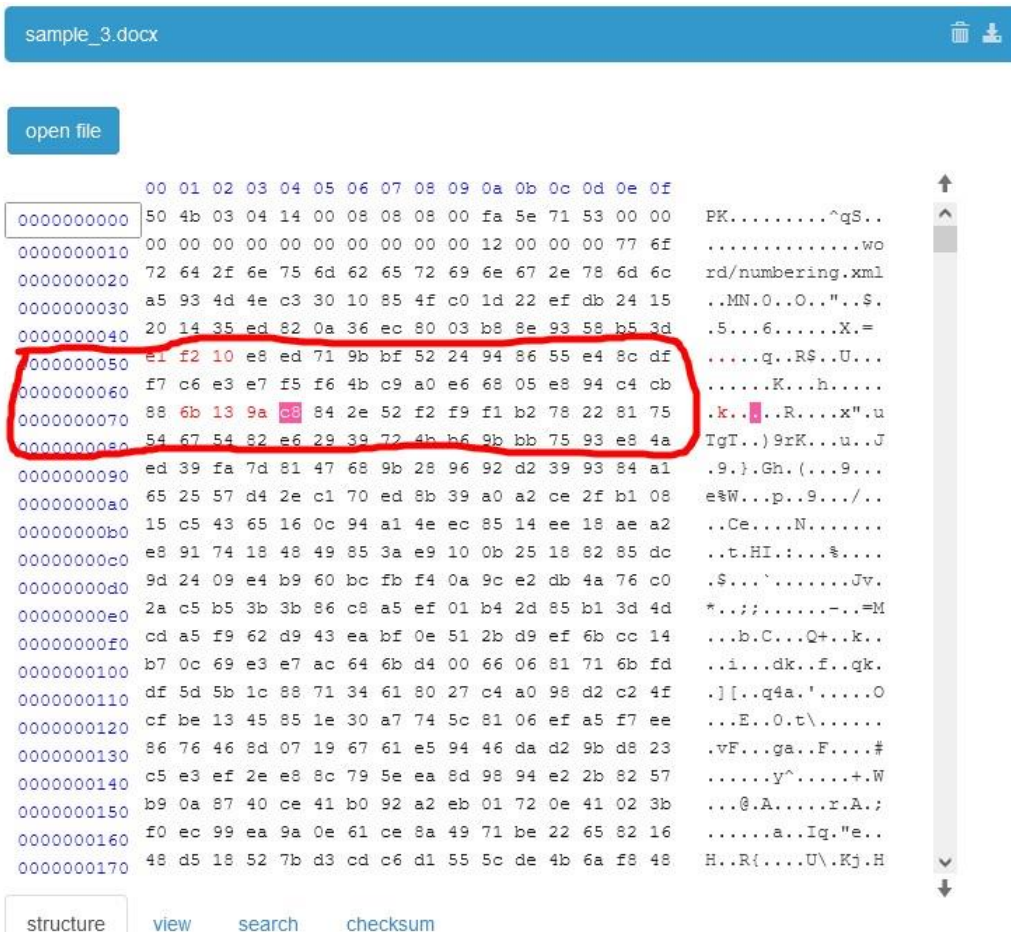 sample_3.docx
open file
00 01 02 03 04 05 06 07 08 09 0a 0b 0c 0d 0e 0f
0000000000 50 4b 03 04 14 00 08 08 08 00 fa 5e 71 53 00 00 PK.........^qS..
0000000010 00 00 00 00 00 00 00 00 00 00 12 00 00 00 77 6f ..............wo
0000000020 72 64 2f 6e 75 6d 62 65 72 69 6e 67 2e 78 6d 6c rd/numbering.xml
0000000030 a5 93 4d 4e c3 30 10 85 4f c0 1d 22 ef db 24 15 ..MN.0..O.."..$.
0000000040 20 14 35 ed 82 0a 36 ec 80 03 b8 8e 93 58 b5 3d .5...6......X.=
0000000050 e1 f2 10 e8 ed 71 9b bf 52 24 94 86 55 e4 8c df .....q..R$..U...
0000000060 f7 c6 e3 e7 f5 f6 4b c9 a0 e6 68 05 e8 94 c4 cb ......K...h.....
0000000070 88 6b 13 9a c8 84 2e 52 f2 f9 f1 b2 78 22 81 75 .k.....R....x".u
0000000080 54 67 54 82 e6 29 39 72 4b b6 9b bb 75 93 e8 4a TgT..)9rK...u..J
0000000090 ed 39 fa 7d 81 47 68 9b 28 96 92 d2 39 93 84 a1 .9.}.Gh.(...9...
00000000a0 65 25 57 d4 2e c1 70 ed 8b 39 a0 a2 ce 2f b1 08 e%W...p..9.../..
00000000b0 15 c5 43 65 16 0c 94 a1 4e ec 85 14 ee 18 ae a2 ..Ce....N.......
00000000c0 e8 91 74 18 48 49 85 3a e9 10 0b 25 18 82 85 dc ..t.HI.:...%....
00000000d0 9d 24 09 e4 b9 60 bc fb f4 0a 9c e2 db 4a 76 c0 .$...`.......Jv.
00000000e0 2a c5 b5 3b 3b 86 c8 a5 ef 01 b4 2d 85 b1 3d 4d *..;;......-..=M
00000000f0 cd a5 f9 62 d9 43 ea bf 0e 51 2b d9 ef 6b cc 14 ...b.C...Q+..k..
0000000100 b7 0c 69 e3 e7 ac 64 6b d4 00 66 06 81 71 6b fd ..i...dk..f..qk.
0000000110 df 5d 5b 1c 88 71 34 61 80 27 c4 a0 98 d2 c2 4f .][..q4a.'.....O
0000000120 cf be 13 45 85 1e 30 a7 74 5c 81 06 ef a5 f7 ee ...E..0.t\......
0000000130 86 76 46 8d 07 19 67 61 e5 94 46 da d2 9b d8 23 .vF...ga..F....#
0000000140 c5 e3 ef 2e e8 8c 79 5e ea 8d 98 94 e2 2b 82 57 ......y^.....+.W
0000000150 b9 0a 87 40 ce 41 b0 92 a2 eb 01 72 0e 41 02 3b ...@.A.....r.A.;
0000000160 f0 ec 99 ea 9a 0e 61 ce 8a 49 71 be 22 65 82 16 ......a..Iq."e..
0000000170 48 d5 18 52 7b d3 cd c6 d1 55 5c de 4b 6a f8 48 H..R{....U\.Kj.H
structure view search checksum